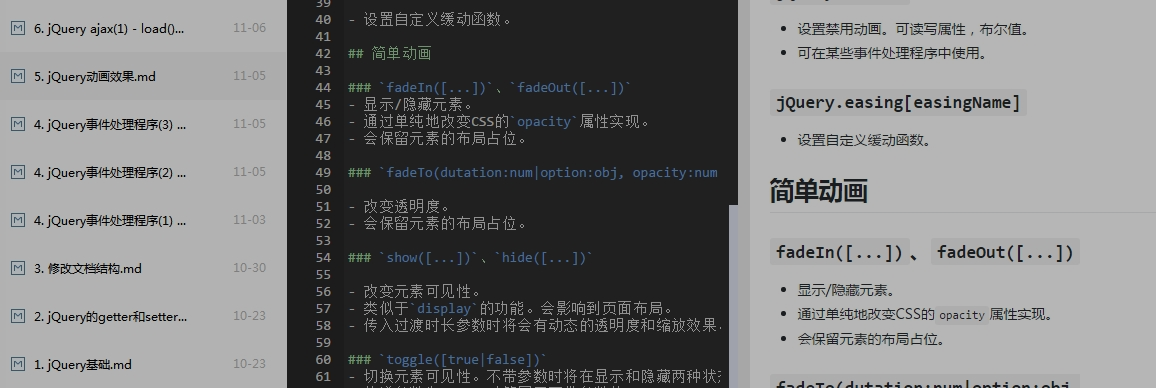 6. jQuery ajax(1) - load()... 11-06
5. jQuery动画效果.md 11-05
4. jQuery事件处理程序(3) ... 11-05
4. jQuery事件处理程序(2) ... 11-05
4. jQuery事件处理程序(1) ... 11-03
3. 修改文档结构.md 10-30
2. jQuery的getter和setter... 10-23
1. jQuery基础.md 10-23
39
40 - 设置自定义缓动函数。
41
42 ## 简单动画
43
44 ### `fadeIn([...])`、`fadeOut([...])`
45 - 显示/隐藏元素。
46 - 通过单纯地改变CSS的`opacity`属性实现。
47 - 会保留元素的布局占位。
48
49 ### `fadeTo(dutation:num|option:obj, opacity:num
50
51 - 改变透明度。
52 - 会保留元素的布局占位。
53
54 ### `show([...])`、`hide([...])`
55
56 - 改变元素可见性。
57 - 类似于`display`的功能。会影响到页面布局。
58 - 传入过渡时长参数时将会有动态的透明度和缩放效果
59
60 ### `toggle([true|false])`
61 - 切换元素可见性。不带参数时将在显示和隐藏两种状
设置禁用动画。可读写属性，布尔值。
可在某些事件处理程序中使用。
jQuery.easing[easingName]
设置自定义缓动函数。
简单动画
fadeIn([...])、fadeOut([...])
显示/隐藏元素。
通过单纯地改变CSS的 opacity 属性实现。
会保留元素的布局占位。
fadeTo(dutation:num|option:obj,